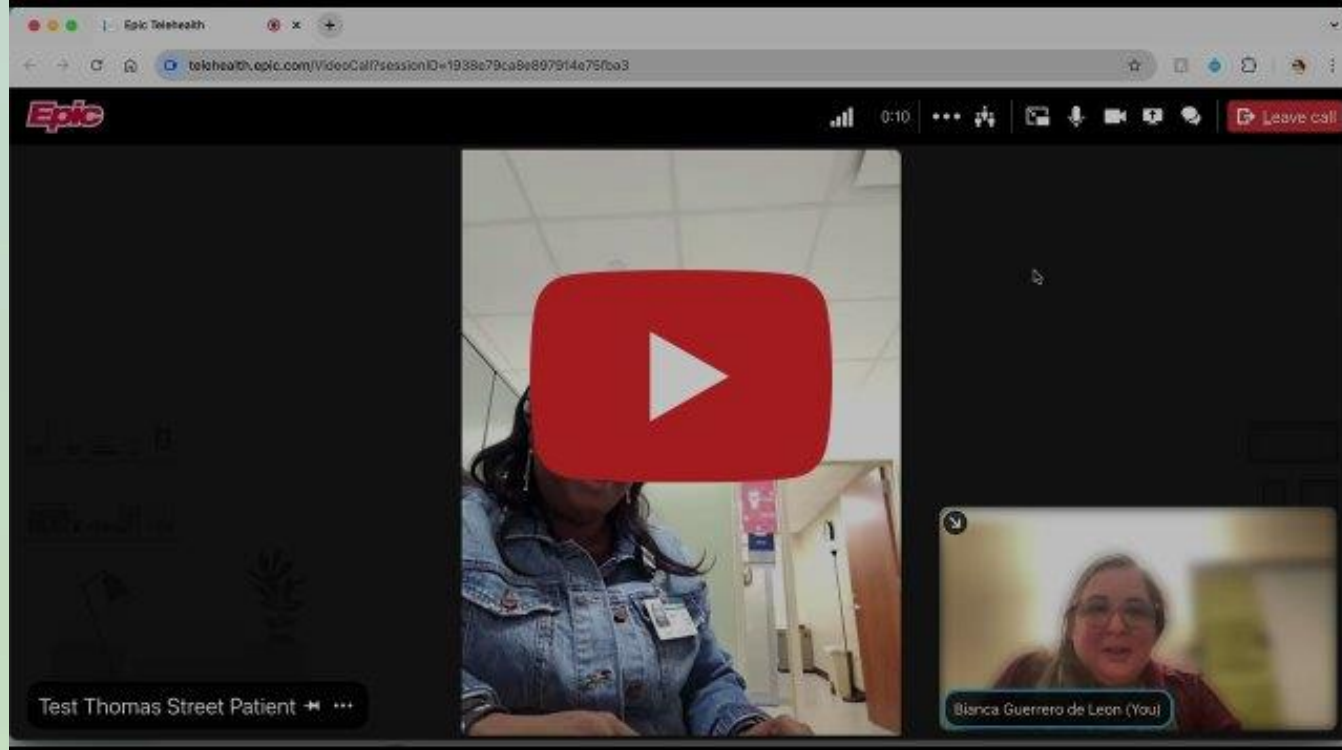 Epic Telehealth
telehealth.epic.com/VideoCall?sessionID=1938e79ca8e897914e75fba3
Epic
0:10
Leave call
Test Thomas Street Patient
Bianca Guerrero de Leon (You)